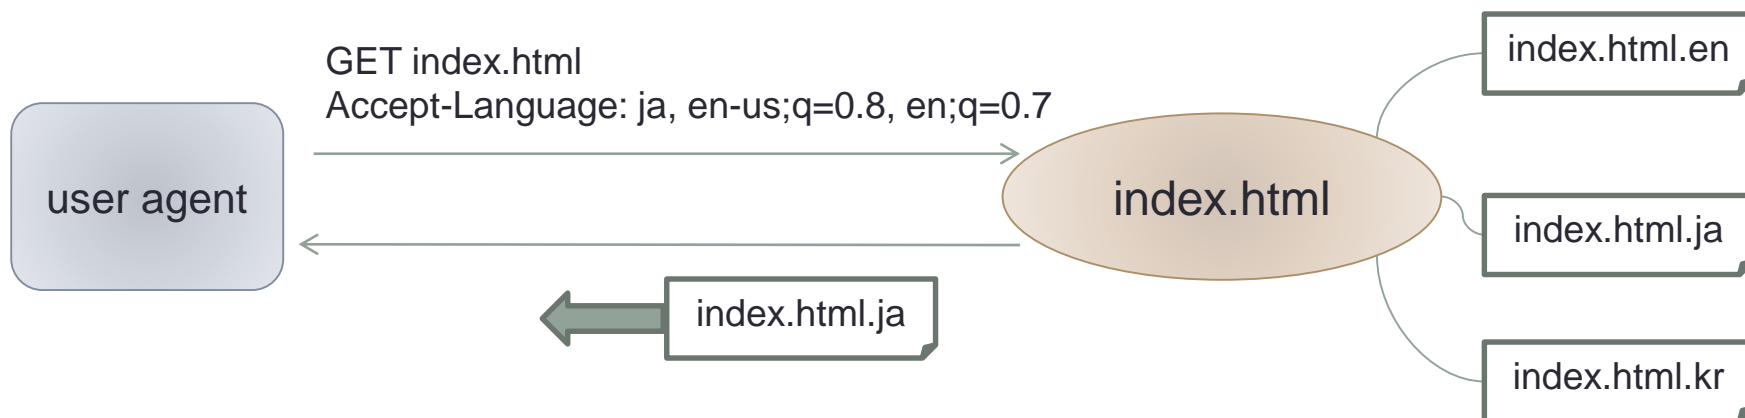 GET index.html
Accept-Language: ja, en-us;q=0.8, en;q=0.7
user agent
index.html
index.html.en
index.html.ja
index.html.kr
index.html.ja